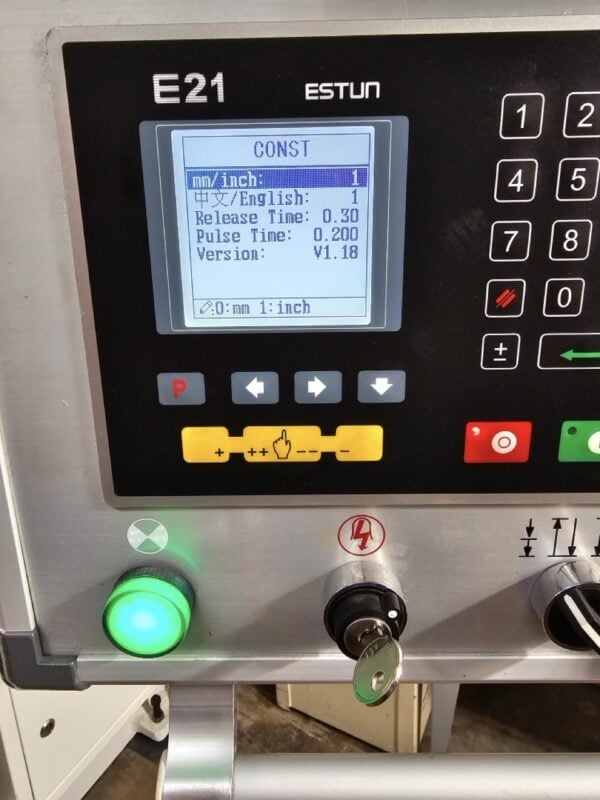 E21
ESTUN
CONST
mm/inch: 1
中文/English: 1
Release Time: 0.30
Pulse Time: 0.200
Version: V1.18
0:mm 1:inch
1 2
4 5
7 8
0
±
P
+ ++ -- -